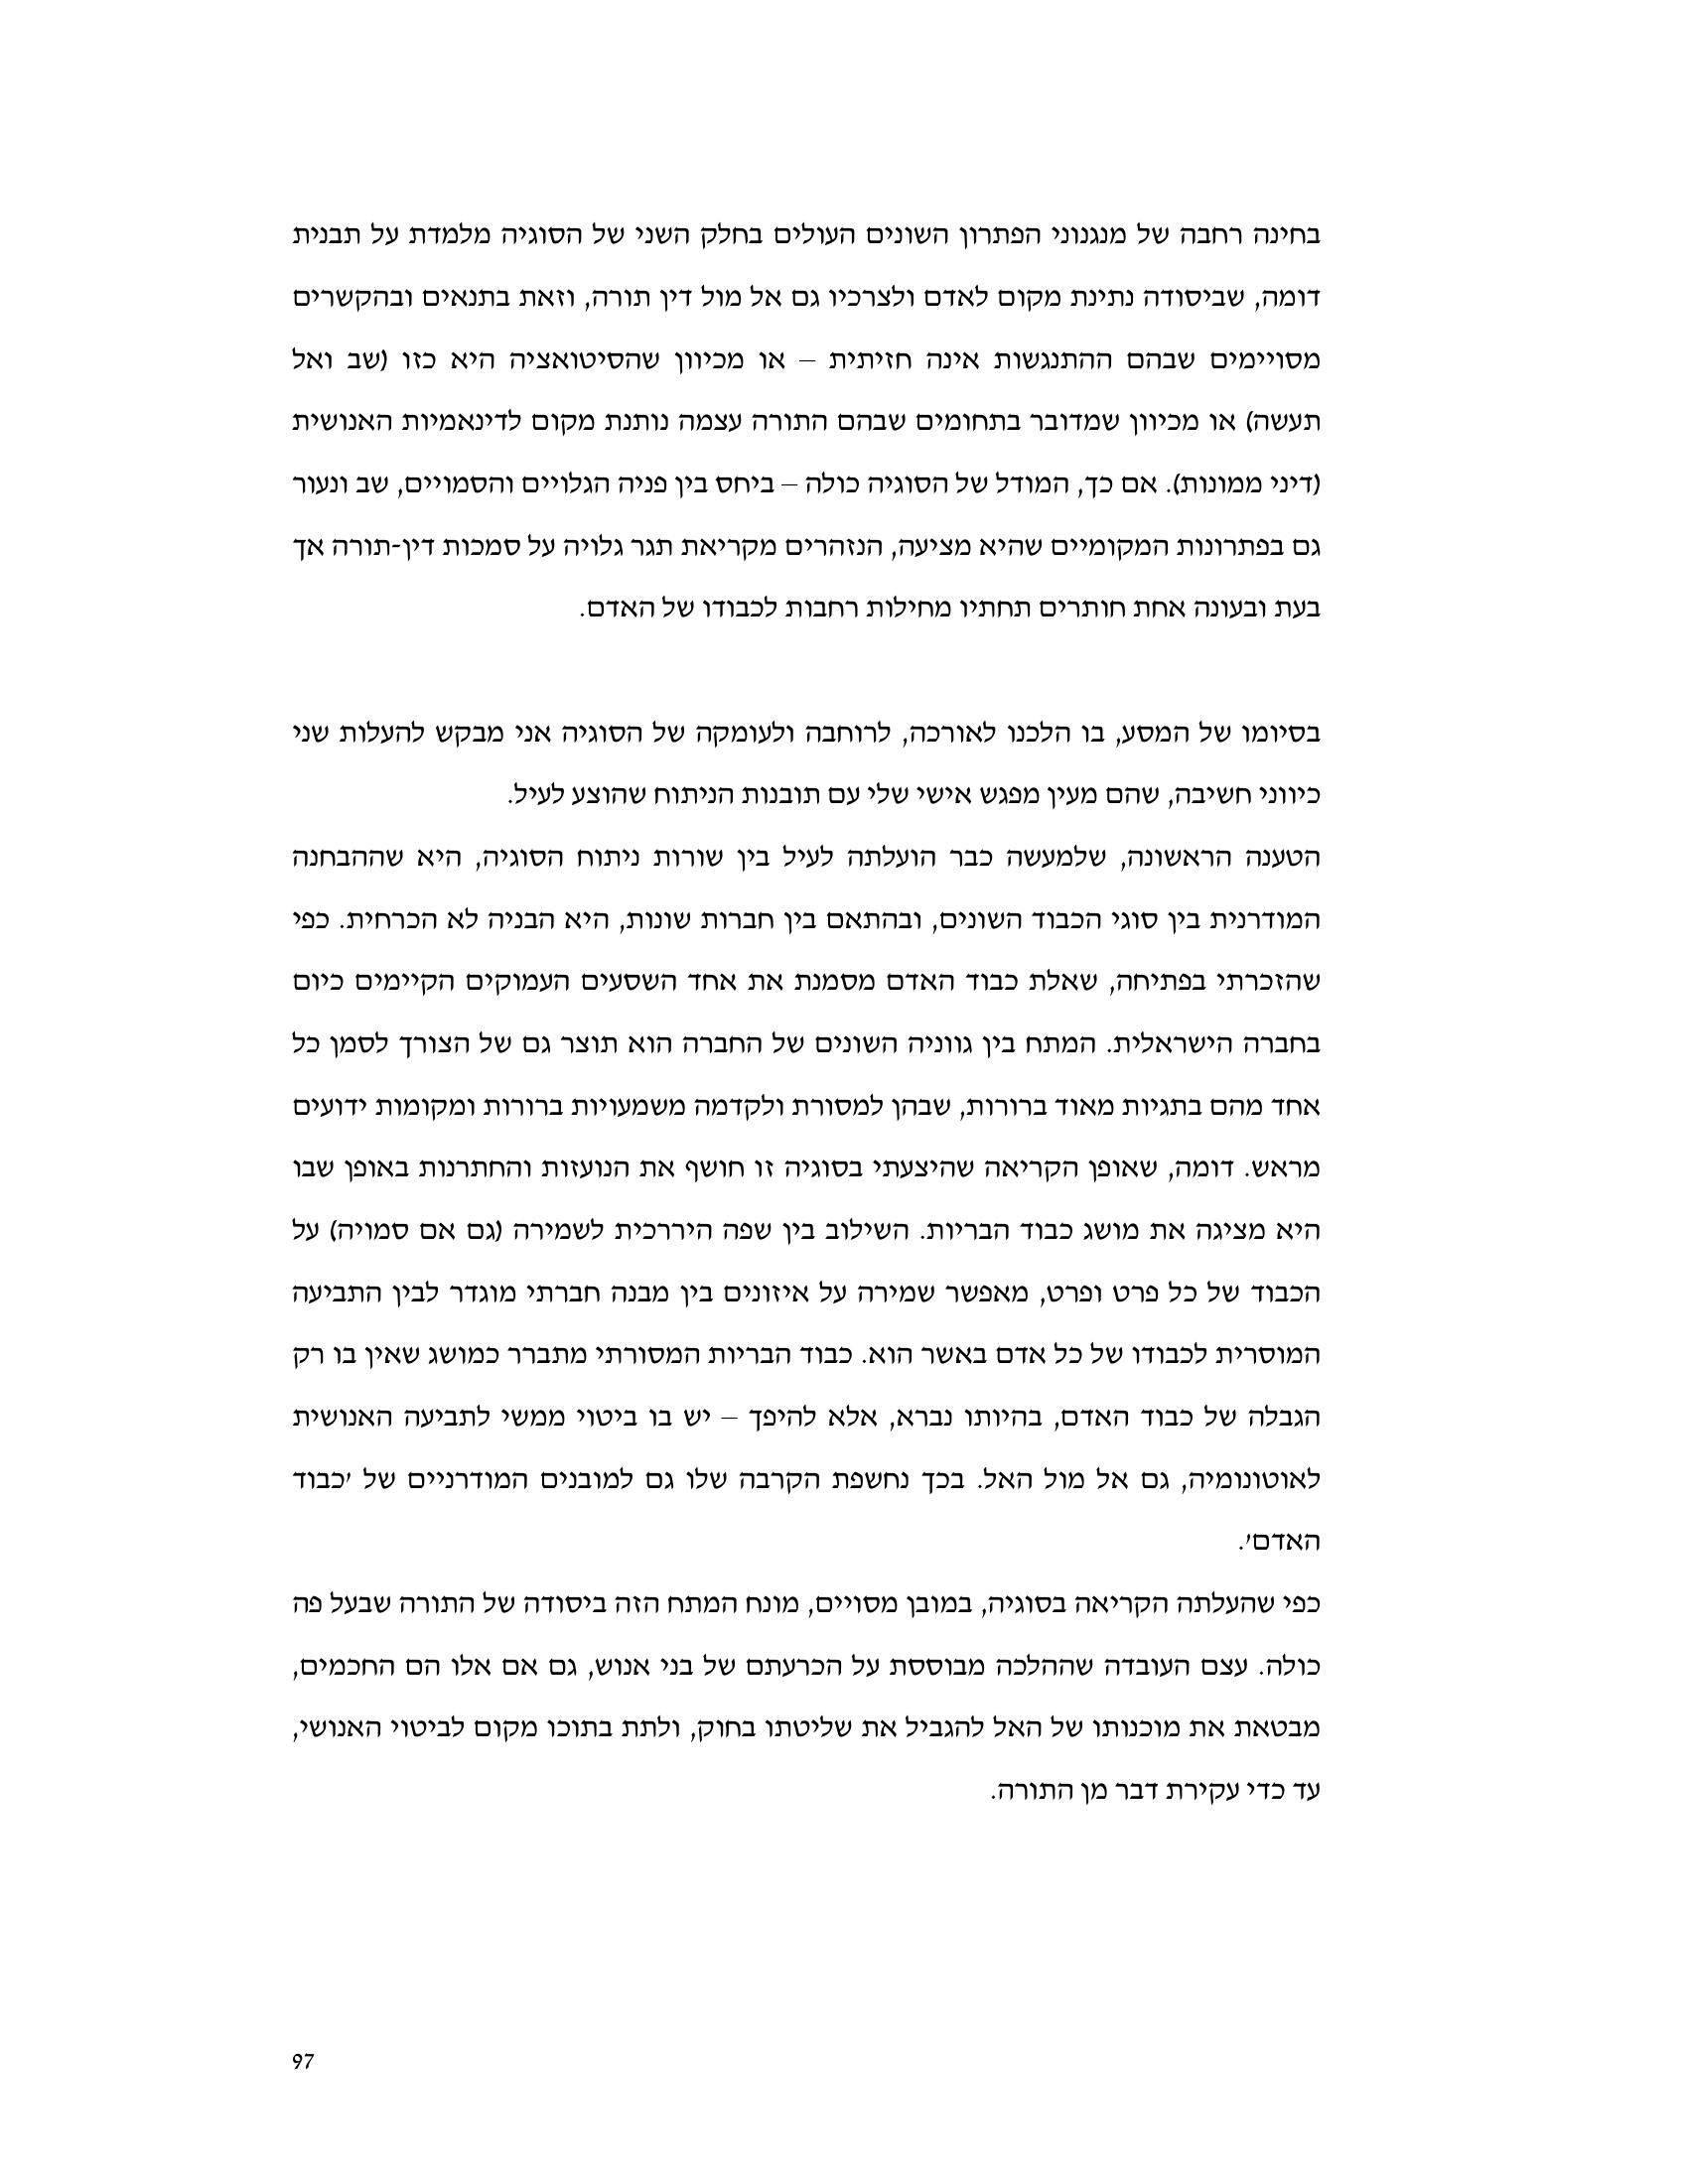 בחינה רחבה של מנגנוני הפתרון השונים העולים בחלק השני של הסוגיה מלמדת על תבנית
דומה, שביסודה נתינת מקום לאדם ולצרכיו גם אל מול דין תורה, וזאת בתנאים ובהקשרים
מסויימים שבהם ההתנגשות אינה חזיתית – או מכיוון שהסיטואציה היא כזו (שב ואל
תעשה) או מכיוון שמדובר בתחומים שבהם התורה עצמה נותנת מקום לדינאמיות האנושית
(דיני ממונות). אם כך, המודל של הסוגיה כולה – ביחס בין פניה הגלויים והסמויים, שב ונעור
גם בפתרונות המקומיים שהיא מציעה, הנזהרים מקריאת תגר גלויה על סמכות דין-תורה אך
בעת ובעונה אחת חותרים תחתיו מחילות רחבות לכבודו של האדם.
בסיומו של המסע, בו הלכנו לאורכה, לרוחבה ולעומקה של הסוגיה אני מבקש להעלות שני
כיווני חשיבה, שהם מעין מפגש אישי שלי עם תובנות הניתוח שהוצע לעיל.
הטענה הראשונה, שלמעשה כבר הועלתה לעיל בין שורות ניתוח הסוגיה, היא שההבחנה
המודרנית בין סוגי הכבוד השונים, ובהתאם בין חברות שונות, היא הבניה לא הכרחית. כפי
שהזכרתי בפתיחה, שאלת כבוד האדם מסמנת את אחד השסעים העמוקים הקיימים כיום
בחברה הישראלית. המתח בין גווניה השונים של החברה הוא תוצר גם של הצורך לסמן כל
אחד מהם בתגיות מאוד ברורות, שבהן למסורת ולקדמה משמעויות ברורות ומקומות ידועים
מראש. דומה, שאופן הקריאה שהיצעתי בסוגיה זו חושף את הנועזות והחתרנות באופן שבו
היא מציגה את מושג כבוד הבריות. השילוב בין שפה היררכית לשמירה (גם אם סמויה) על
הכבוד של כל פרט ופרט, מאפשר שמירה על איזונים בין מבנה חברתי מוגדר לבין התביעה
המוסרית לכבודו של כל אדם באשר הוא. כבוד הבריות המסורתי מתברר כמושג שאין בו רק
הגבלה של כבוד האדם, בהיותו נברא, אלא להיפך – יש בו ביטוי ממשי לתביעה האנושית
לאוטונומיה, גם אל מול האל. בכך נחשפת הקרבה שלו גם למובנים המודרניים של 'כבוד
האדם'.
כפי שהעלתה הקריאה בסוגיה, במובן מסויים, מונח המתח הזה ביסודה של התורה שבעל פה
כולה. עצם העובדה שההלכה מבוססת על הכרעתם של בני אנוש, גם אם אלו הם החכמים,
מבטאת את מוכנותו של האל להגביל את שליטתו בחוק, ולתת בתוכו מקום לביטוי האנושי,
עד כדי עקירת דבר מן התורה.
97